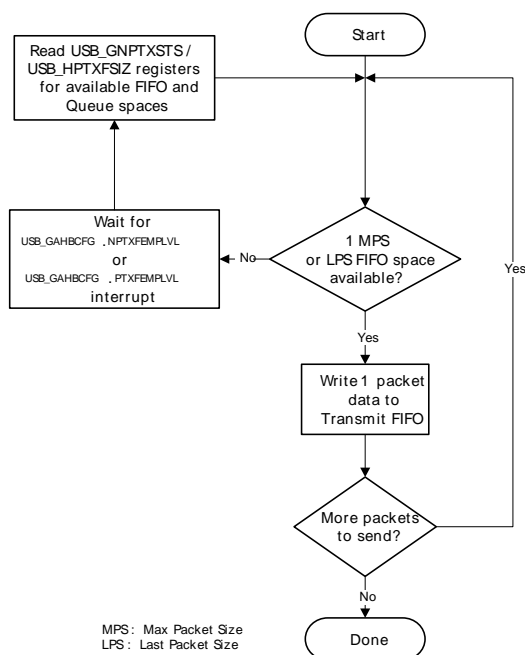 Start
Read USB_GNPTXSTS /
USB_HPTXFSIZ registers
for available FIFO and
Queue spaces
Wait for
USB_GAHBCFG . NPTXFEMPLVL
or
USB_GAHBCFG . PTXFEMPLVL
interrupt
No
1 MPS
or LPS FIFO space
available?
Yes
Yes
Write 1 packet
data to
Transmit FIFO
More packets
to send?
No
MPS : Max Packet Size
LPS : Last Packet Size
Done